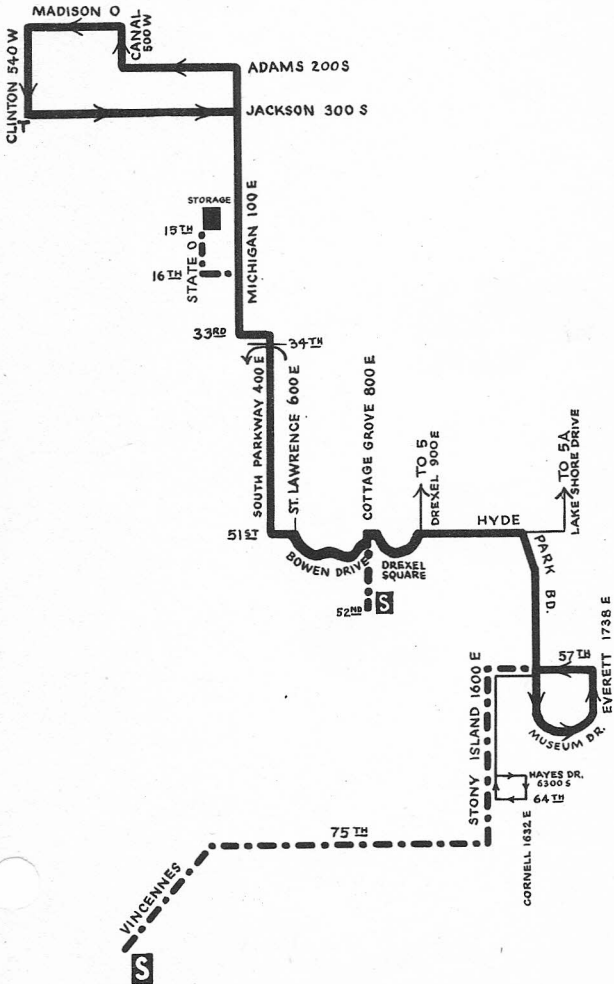 MADISON 0
CANAL
500 W
CLINTON 540 W
T
ADAMS 200 S
JACKSON 300 S
MICHIGAN 100 E
STORAGE
15TH
STATE 0
16TH
33RD
34TH
SOUTH PARKWAY 400 E
ST. LAWRENCE 600 E
COTTAGE GROVE 800 E
TO 5
DREXEL 900 E
TO 5A
LAKE SHORE DRIVE
51ST
BOWEN DRIVE
DREXEL
SQUARE
HYDE
PARK BD.
52ND
S
57TH
EVERETT 1738 E
MUSEUM DR.
STONY ISLAND 1600 E
HAYES DR.
6300 S
64TH
CORNELL 1632 E
75TH
VINCENNES
S